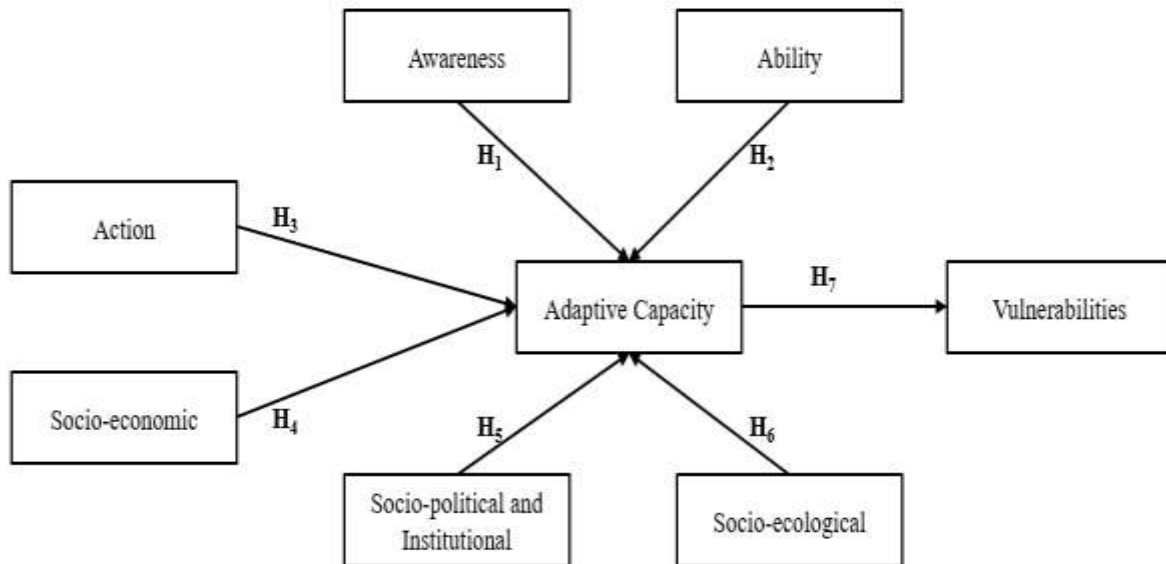 Awareness
Ability
H₁
H₂
Action
H₃
Adaptive Capacity
H₇
Vulnerabilities
Socio-economic
H₄
H₅
H₆
Socio-political and
Institutional
Socio-ecological